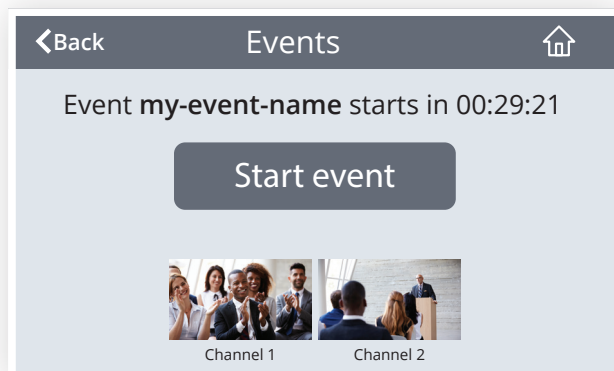 Back Events
Event my-event-name starts in 00:29:21
Start event
Channel 1 Channel 2